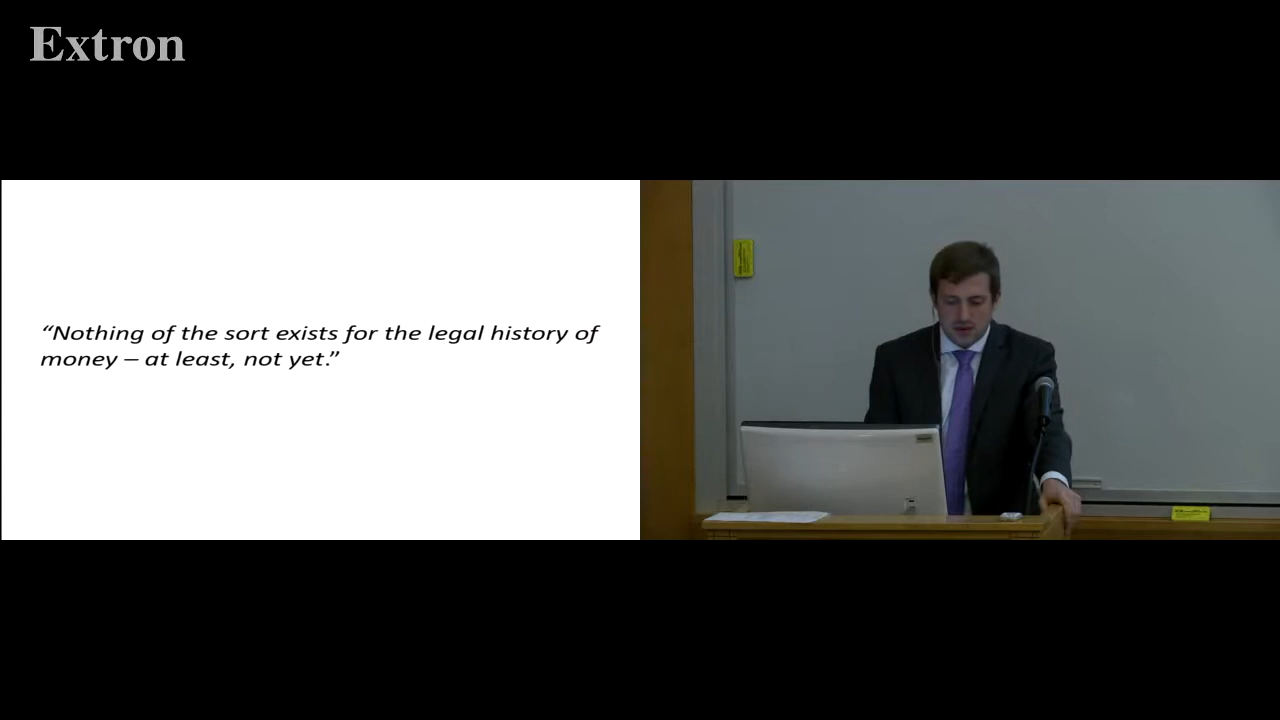 Extron
“Nothing of the sort exists for the legal history of
money – at least, not yet.”